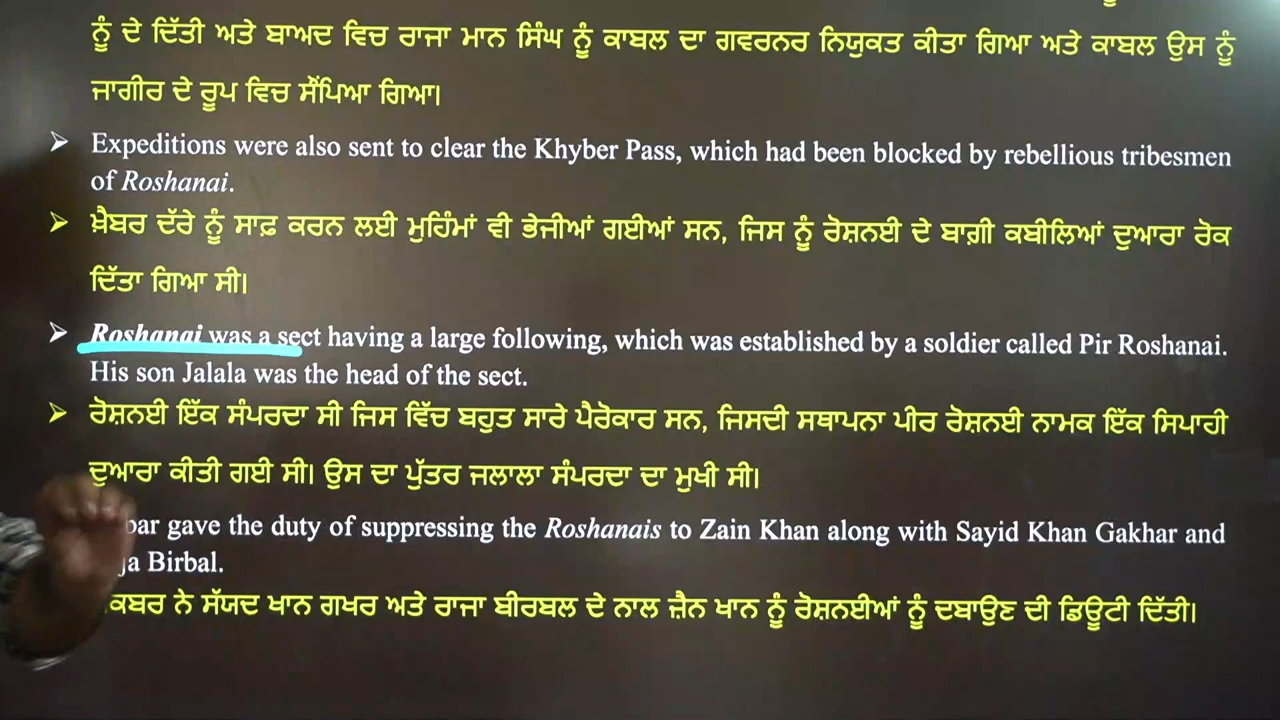 ਨੂੰ ਦੇ ਦਿੱਤੀ ਅਤੇ ਬਾਅਦ ਵਿਚ ਰਾਜਾ ਮਾਨ ਸਿੰਘ ਨੂੰ ਕਾਬਲ ਦਾ ਗਵਰਨਰ ਨਿਯੁਕਤ ਕੀਤਾ ਗਿਆ ਅਤੇ ਕਾਬਲ ਉਸ ਨੂੰ
ਜਾਗੀਰ ਦੇ ਰੂਪ ਵਿਚ ਸੌਂਪਿਆ ਗਿਆ।
➢ Expeditions were also sent to clear the Khyber Pass, which had been blocked by rebellious tribesmen
of Roshanai.
➢ ਖ਼ੈਬਰ ਦੱਰੇ ਨੂੰ ਸਾਫ਼ ਕਰਨ ਲਈ ਮੁਹਿੰਮਾਂ ਵੀ ਭੇਜੀਆਂ ਗਈਆਂ ਸਨ, ਜਿਸ ਨੂੰ ਰੋਸ਼ਨਈ ਦੇ ਬਾਗ਼ੀ ਕਬੀਲਿਆਂ ਦੁਆਰਾ ਰੋਕ
ਦਿੱਤਾ ਗਿਆ ਸੀ।
➢ Roshanai was a sect having a large following, which was established by a soldier called Pir Roshanai.
His son Jalala was the head of the sect.
➢ ਰੋਸ਼ਨਈ ਇੱਕ ਸੰਪਰਦਾ ਸੀ ਜਿਸ ਵਿੱਚ ਬਹੁਤ ਸਾਰੇ ਪੈਰੋਕਾਰ ਸਨ, ਜਿਸਦੀ ਸਥਾਪਨਾ ਪੀਰ ਰੋਸ਼ਨਈ ਨਾਮਕ ਇੱਕ ਸਿਪਾਹੀ
ਦੁਆਰਾ ਕੀਤੀ ਗਈ ਸੀ। ਉਸ ਦਾ ਪੁੱਤਰ ਜਲਾਲਾ ਸੰਪਰਦਾ ਦਾ ਮੁਖੀ ਸੀ।
gave the duty of suppressing the Roshanais to Zain Khan along with Sayid Khan Gakhar and
Birbal.
ਨੇ ਸੱਯਦ ਖਾਨ ਗਖਰ ਅਤੇ ਰਾਜਾ ਬੀਰਬਲ ਦੇ ਨਾਲ ਜ਼ੈਨ ਖਾਨ ਨੂੰ ਰੋਸ਼ਨਈਆਂ ਨੂੰ ਦਬਾਉਣ ਦੀ ਡਿਊਟੀ ਦਿੱਤੀ।